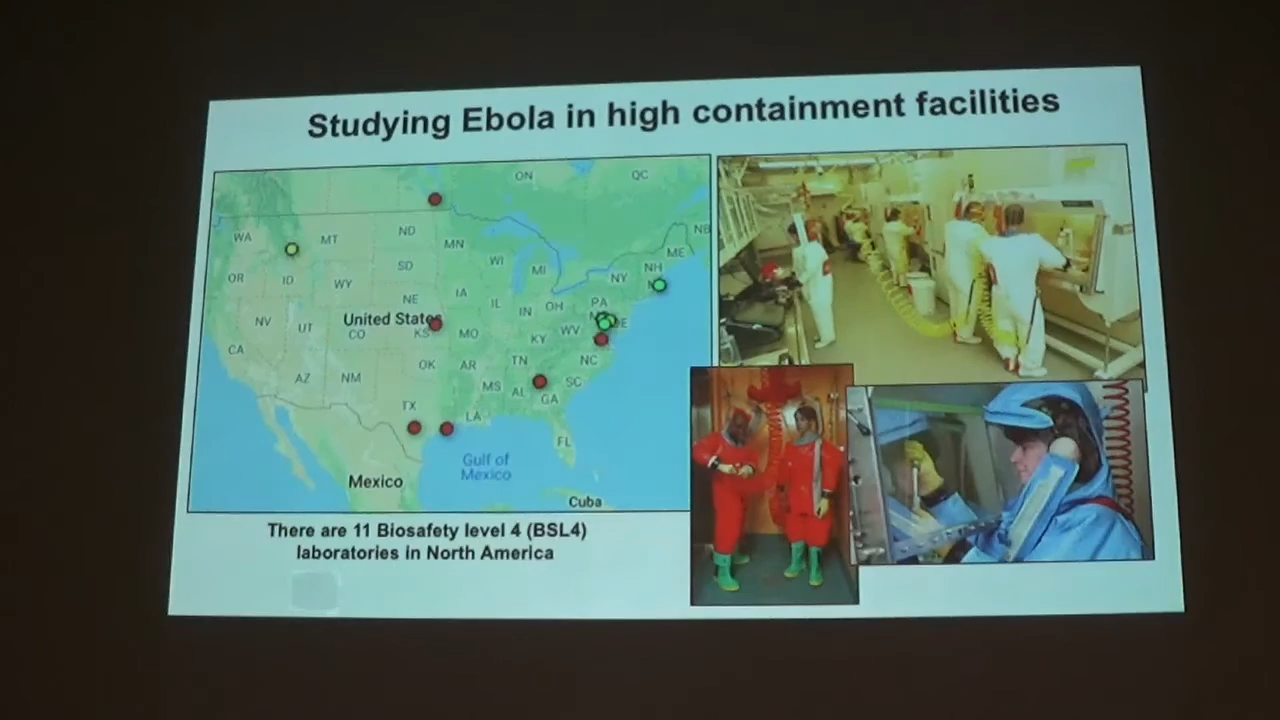 Studying Ebola in high containment facilities
ON
QC
WA
MT
ND
MN
NB
ME
OR
ID
WY
SD
WI
MI
NY
NH
NE
IA
IL
IN
OH
PA
NV
UT
United States
CO
KS
MO
KY
WV
CA
AZ
NM
OK
AR
TN
NC
MS
AL
SC
GA
TX
LA
FL
Gulf of
Mexico
Mexico
Cuba
There are 11 Biosafety level 4 (BSL4)
laboratories in North America